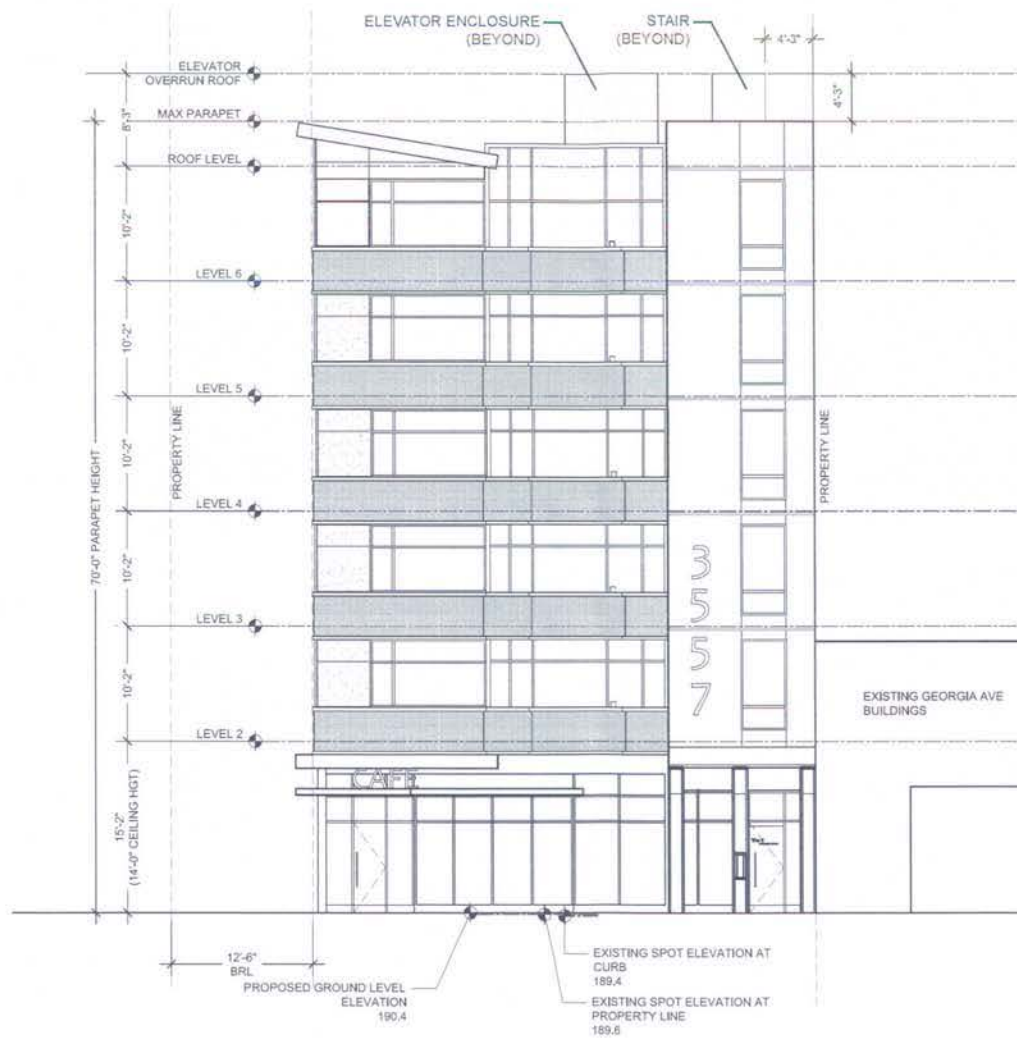 ELEVATOR ENCLOSURE
(BEYOND)
STAIR
(BEYOND)
4'-3"
ELEVATOR
OVERRUN ROOF
8'-3"
4'-3"
MAX PARAPET
ROOF LEVEL
10'-2"
LEVEL 6
10'-2"
LEVEL 5
10'-2"
LEVEL 4
10'-2"
LEVEL 3
10'-2"
LEVEL 2
70'-0" PARAPET HEIGHT
PROPERTY LINE
PROPERTY LINE
3
5
5
7
EXISTING GEORGIA AVE
BUILDINGS
CAFE
15'-2"
(14'-0" CEILING HGT)
12'-6"
BRL
PROPOSED GROUND LEVEL
ELEVATION
190.4
EXISTING SPOT ELEVATION AT
CURB
189.4
EXISTING SPOT ELEVATION AT
PROPERTY LINE
189.6